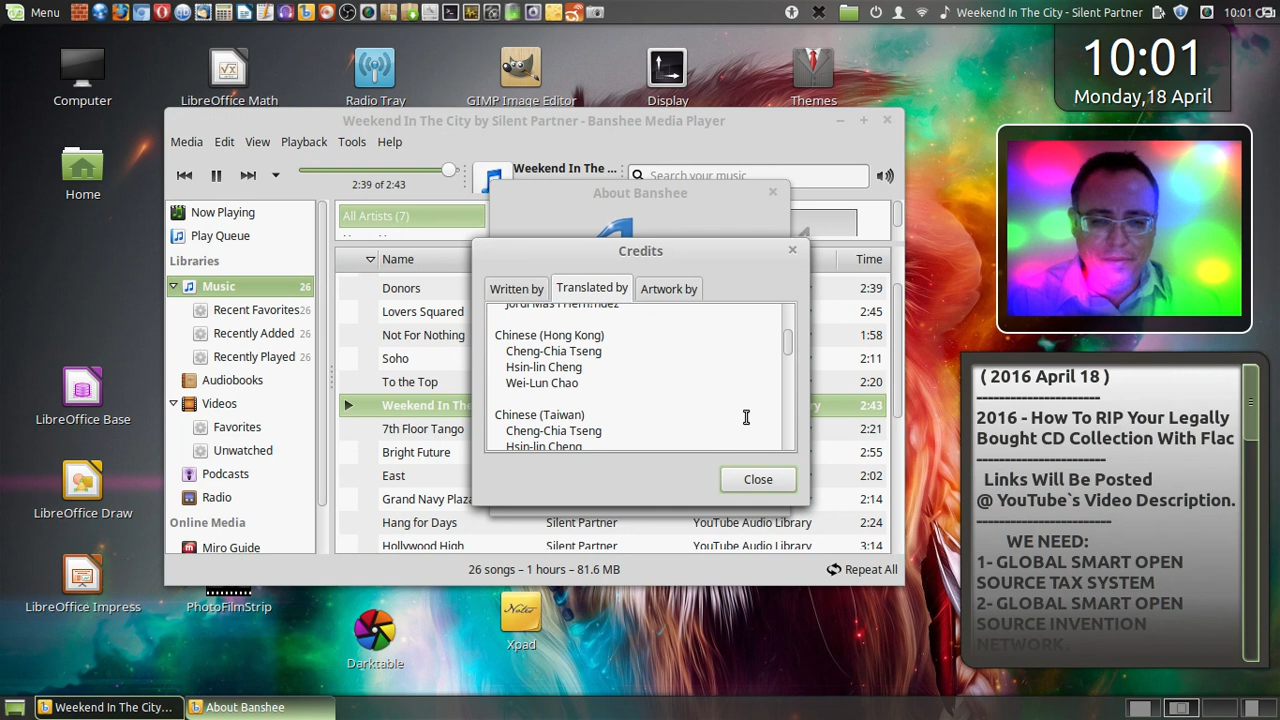 Menu
Weekend In The City - Silent Partner
10:01
10:01
Monday,18 April
Computer
LibreOffice Math
Radio Tray
GIMP Image Editor
Display
Themes
Home
LibreOffice Base
LibreOffice Draw
LibreOffice Impress
PhotoFilmStrip
Darktable
Xpad
Weekend In The City by Silent Partner - Banshee Media Player
Media Edit View Playback Tools Help
2:39 of 2:43
Weekend In The ...
Search your music
Now Playing
Play Queue
Libraries
Music 26
Recent Favorites 26
Recently Added 26
Recently Played 26
Audiobooks
Videos
Favorites
Unwatched
Podcasts
Radio
Online Media
Miro Guide
All Artists (7)
Name Time
Donors 2:39
Lovers Squared 2:45
Not For Nothing 1:58
Soho 2:11
To the Top 2:20
Weekend In The 2:43
7th Floor Tango 2:21
Bright Future 2:55
East 2:02
Grand Navy Plaza 2:14
Hang for Days Silent Partner YouTube Audio Library 2:24
Hollywood High Silent Partner YouTube Audio Library 3:14
26 songs – 1 hours – 81.6 MB
Repeat All
About Banshee
Credits
Written by Translated by Artwork by
Chinese (Hong Kong)
Cheng-Chia Tseng
Hsin-lin Cheng
Wei-Lun Chao
Chinese (Taiwan)
Cheng-Chia Tseng
Hsin-lin Cheng
Close
( 2016 April 18 )
-----------------------
2016 - How To RIP Your Legally
Bought CD Collection With Flac
------------------------
Links Will Be Posted
@ YouTube`s Video Description.
-------------------------
WE NEED:
1- GLOBAL SMART OPEN
SOURCE TAX SYSTEM
2- GLOBAL SMART OPEN
SOURCE INVENTION
NETWORK.
Weekend In The City...
About Banshee